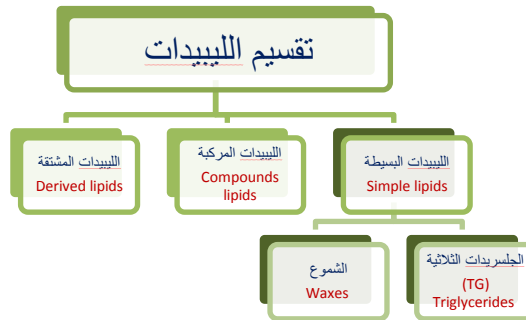 تقسيم الليبيدات
الليبيدات البسيطة
Simple lipids
الليبيدات المركبة
Compounds
lipids
الليبيدات المشتقة
Derived lipids
الجلسريدات الثلاثية
(TG)
Triglycerides
الشموع
Waxes